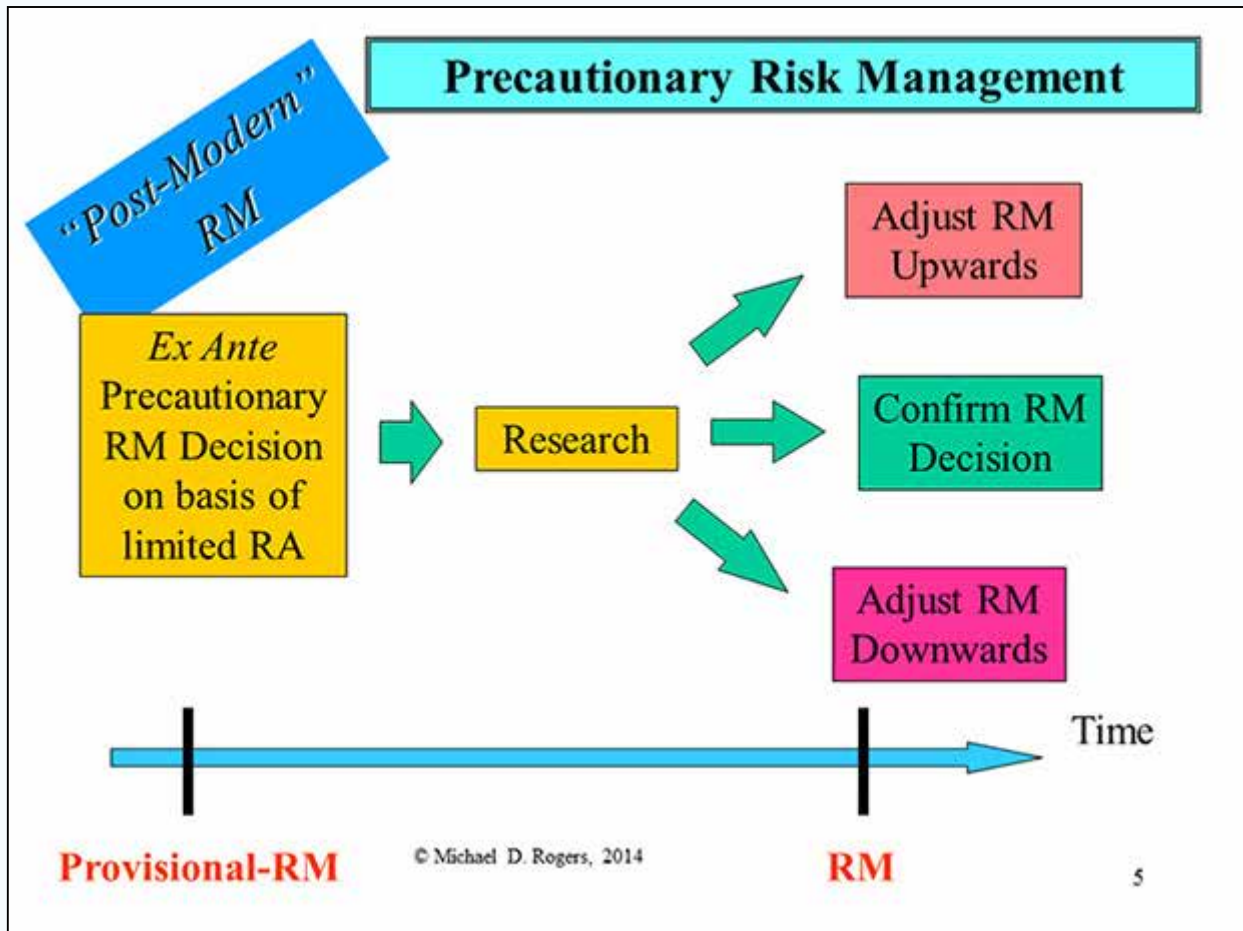 Precautionary Risk Management
“Post-Modern”
RM
Ex Ante
Precautionary
RM Decision
on basis of
limited RA
Research
Adjust RM
Upwards
Confirm RM
Decision
Adjust RM
Downwards
Time
Provisional-RM
© Michael D. Rogers, 2014
RM
5